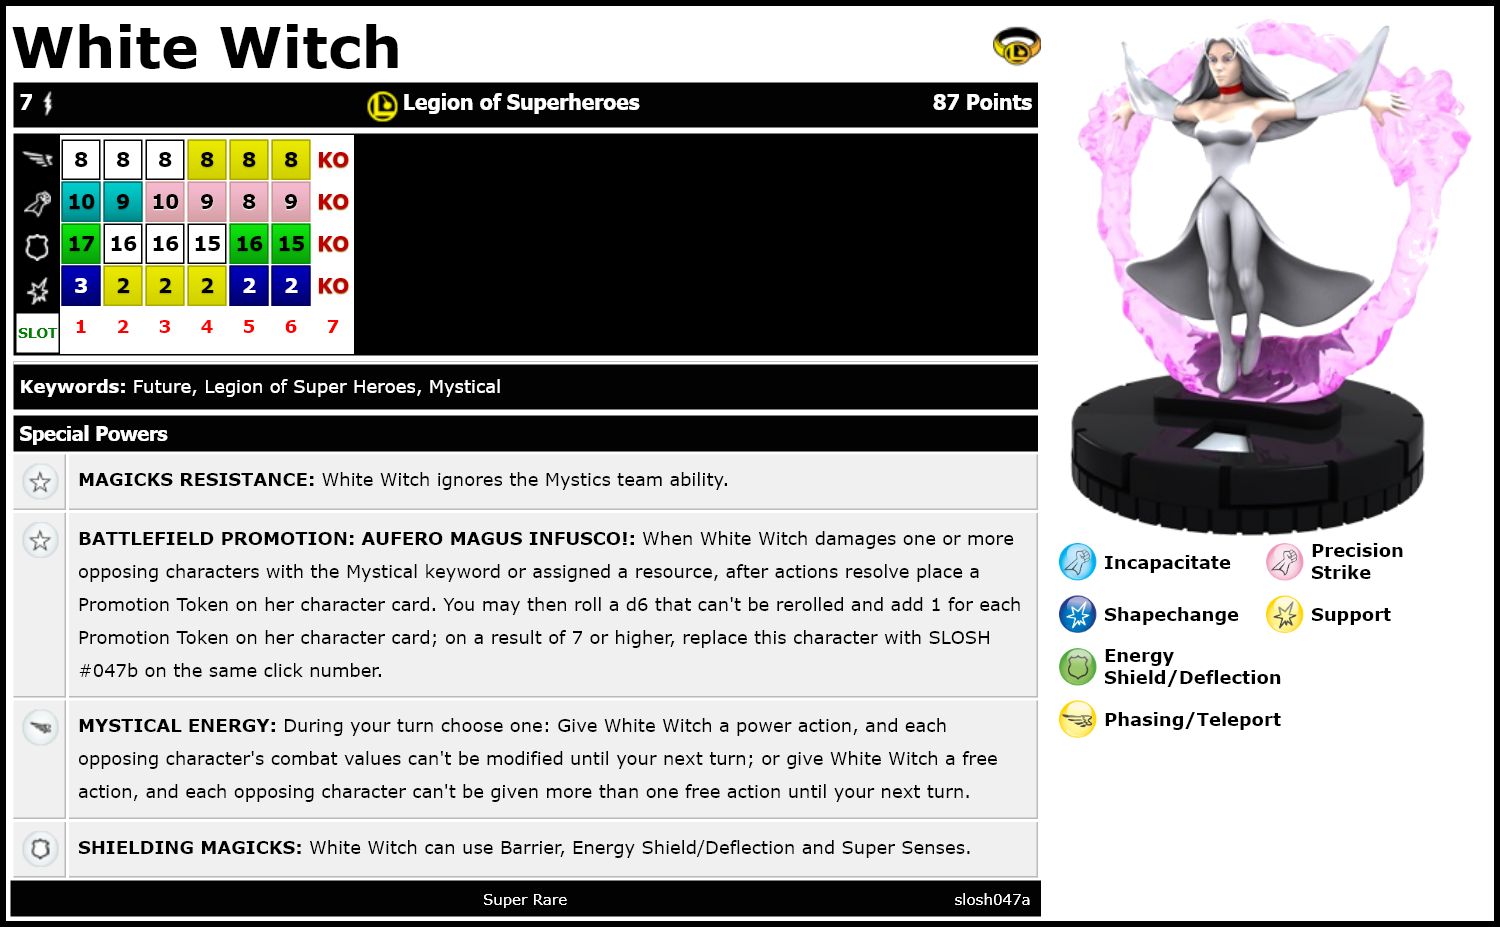 White Witch
7 Legion of Superheroes 87 Points
8 8 8 8 8 8 KO
10 9 10 9 8 9 KO
17 16 16 15 16 15 KO
3 2 2 2 2 2 KO
SLOT 1 2 3 4 5 6 7
Keywords: Future, Legion of Super Heroes, Mystical
Special Powers
MAGICKS RESISTANCE: White Witch ignores the Mystics team ability.
BATTLEFIELD PROMOTION: AUFERO MAGUS INFUSCO!: When White Witch damages one or more
opposing characters with the Mystical keyword or assigned a resource, after actions resolve place a
Promotion Token on her character card. You may then roll a d6 that can't be rerolled and add 1 for each
Promotion Token on her character card; on a result of 7 or higher, replace this character with SLOSH
#047b on the same click number.
MYSTICAL ENERGY: During your turn choose one: Give White Witch a power action, and each
opposing character's combat values can't be modified until your next turn; or give White Witch a free
action, and each opposing character can't be given more than one free action until your next turn.
SHIELDING MAGICKS: White Witch can use Barrier, Energy Shield/Deflection and Super Senses.
Super Rare slosh047a
Incapacitate
Precision
Strike
Shapechange
Support
Energy
Shield/Deflection
Phasing/Teleport